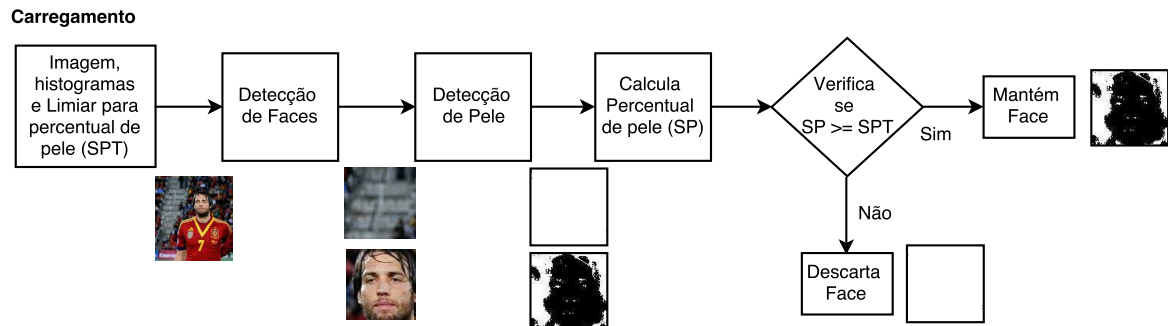 Carregamento
Imagem,
histogramas
e Limiar para
percentual de
pele (SPT)
Detecção
de Faces
Detecção
de Pele
Calcula
Percentual
de pele (SP)
Verifica
se
SP >= SPT
Sim
Mantém
Face
Não
Descarta
Face
7